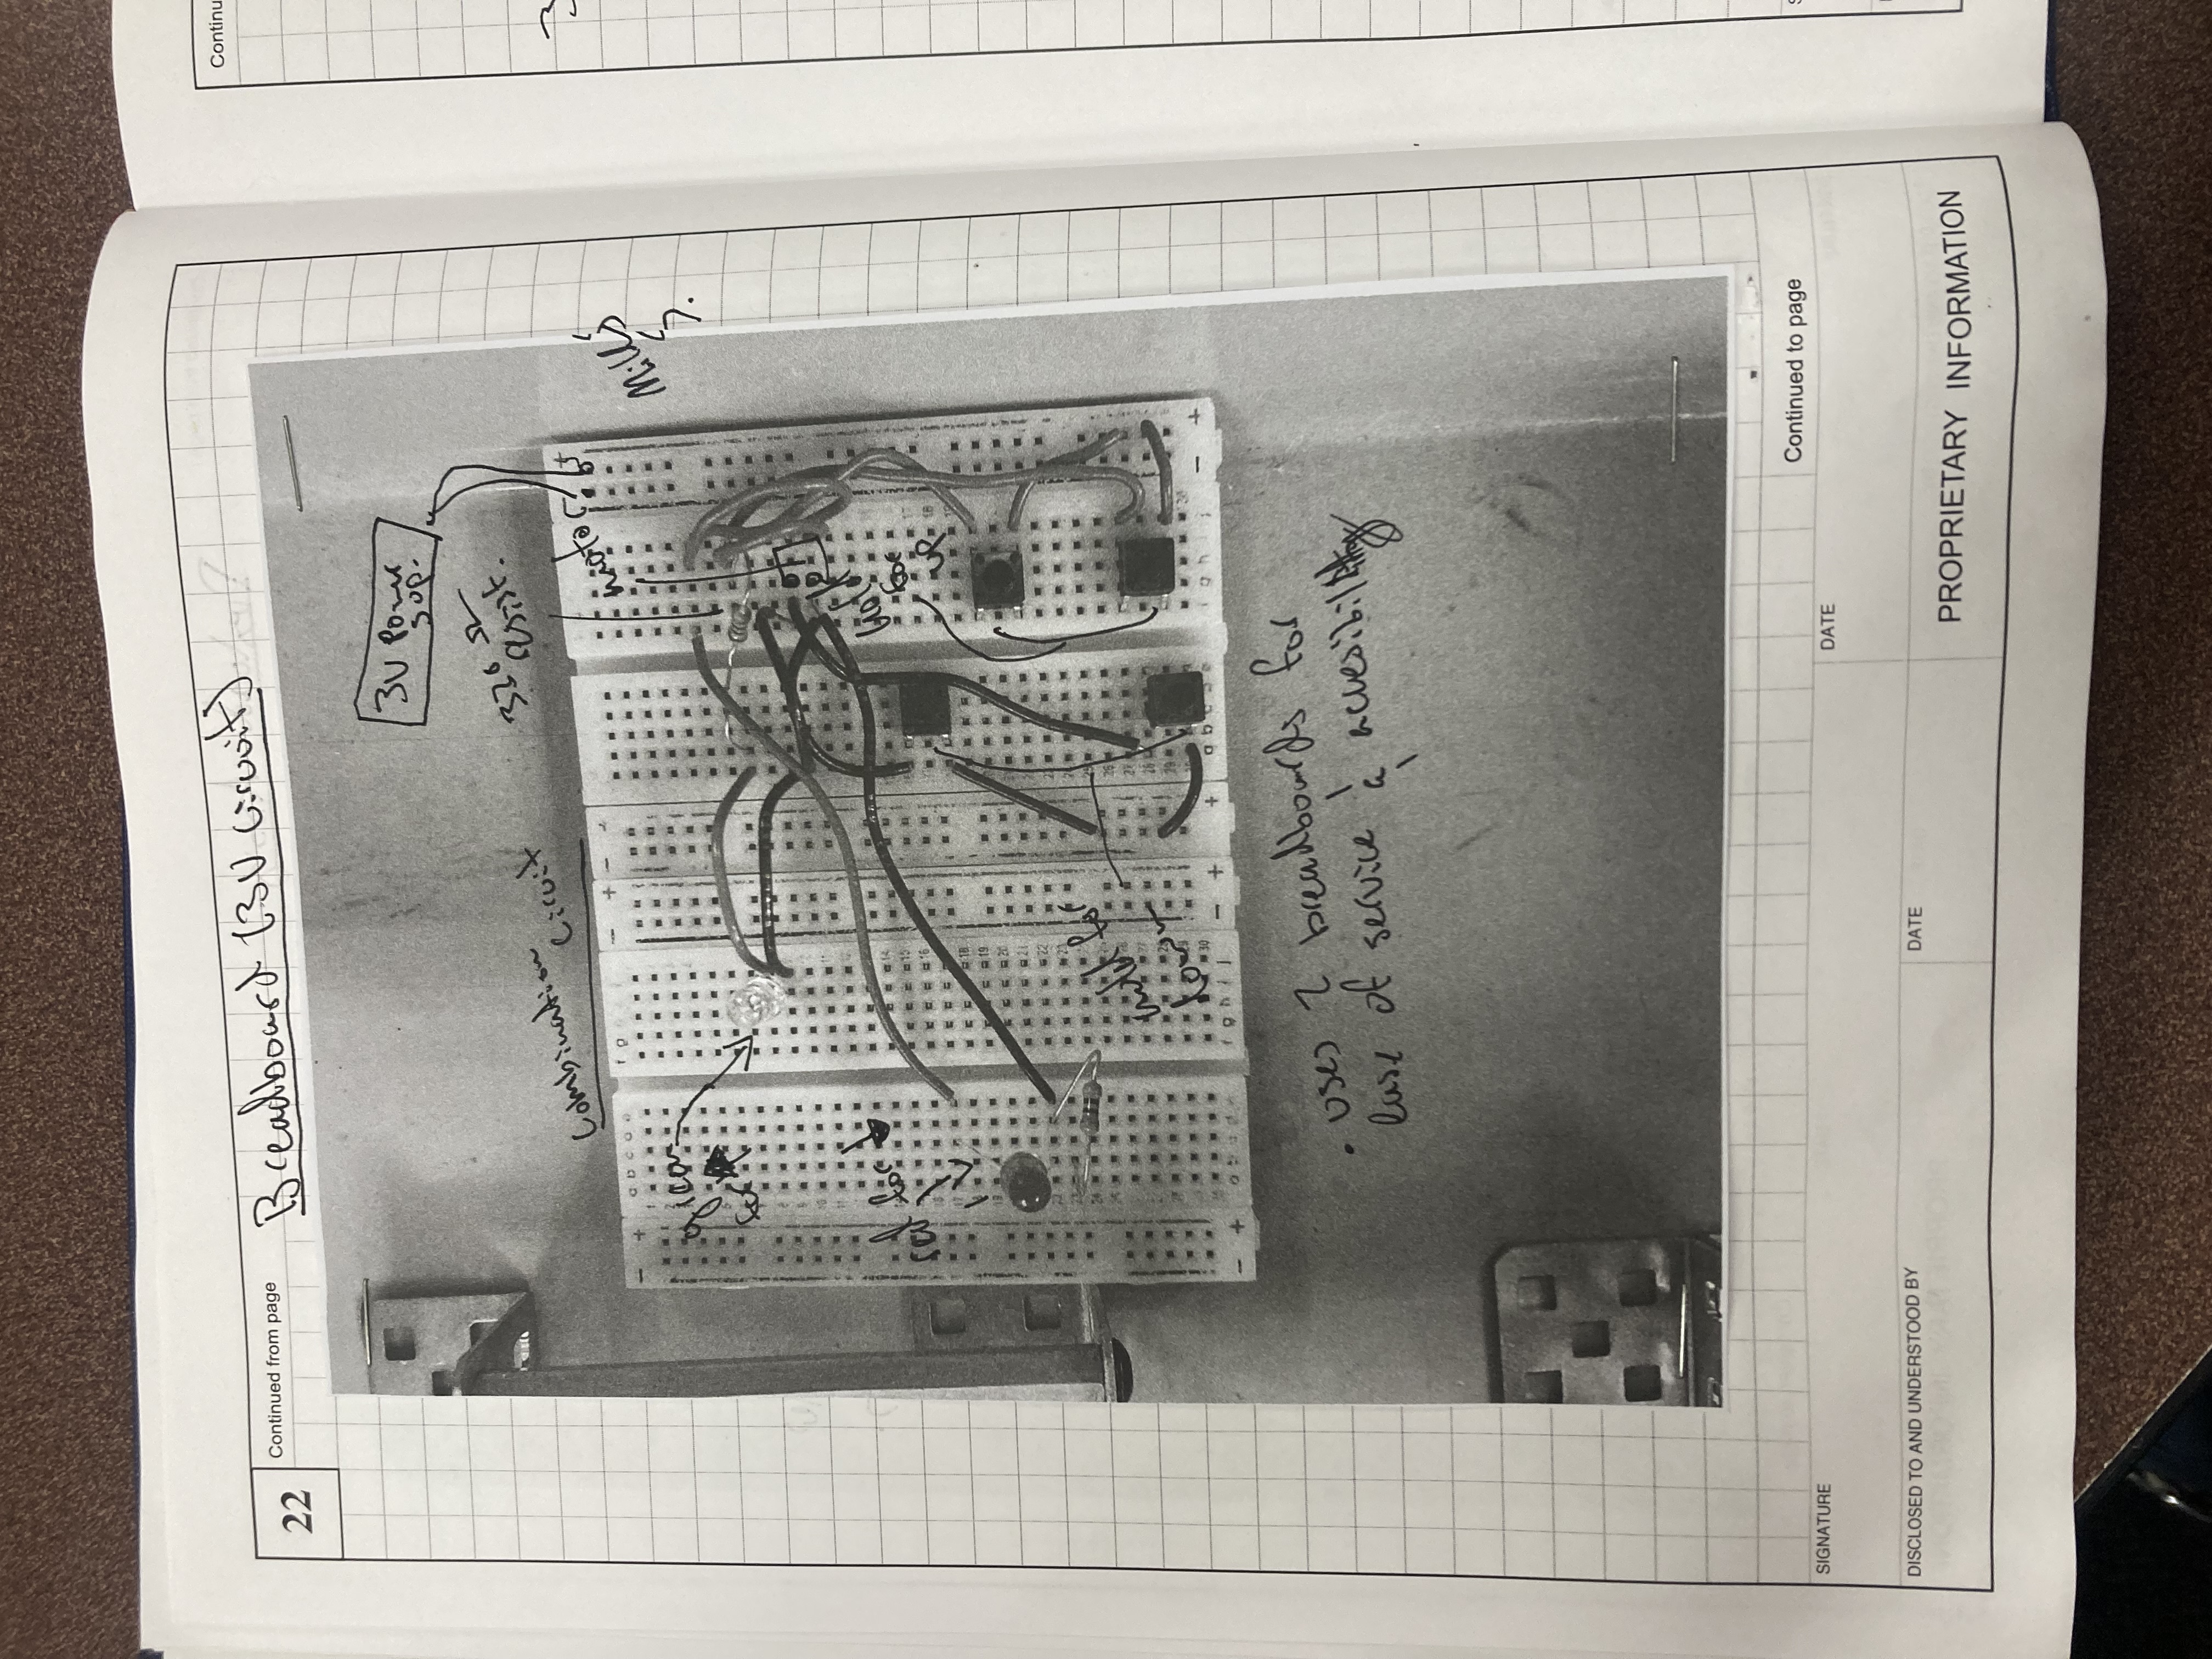 22
Continued from page
Breadboard (3V Circuit)
3V Power
sup.
330 Ω
resist.
Combination
Circuit
motor
green
for
red for
hold
for
up
hold for
down
. uses 2 breadboards for
ease of service & accesibility
Continued to page
SIGNATURE
DATE
DISCLOSED TO AND UNDERSTOOD BY
DATE
PROPRIETARY INFORMATION
Continu